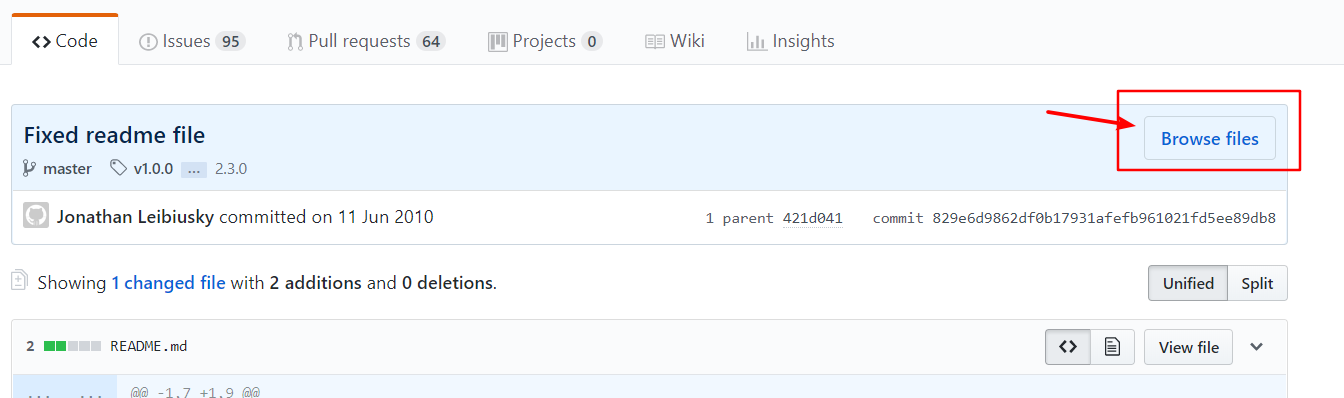 Code Issues 95 Pull requests 64 Projects 0 Wiki Insights
Fixed readme file
Browse files
master v1.0.0 ... 2.3.0
Jonathan Leibiusky committed on 11 Jun 2010 1 parent 421d041 commit 829e6d9862df0b17931afefb961021fd5ee89db8
Showing 1 changed file with 2 additions and 0 deletions. Unified Split
2 README.md View file
... ... @@ -1,7 +1,9 @@